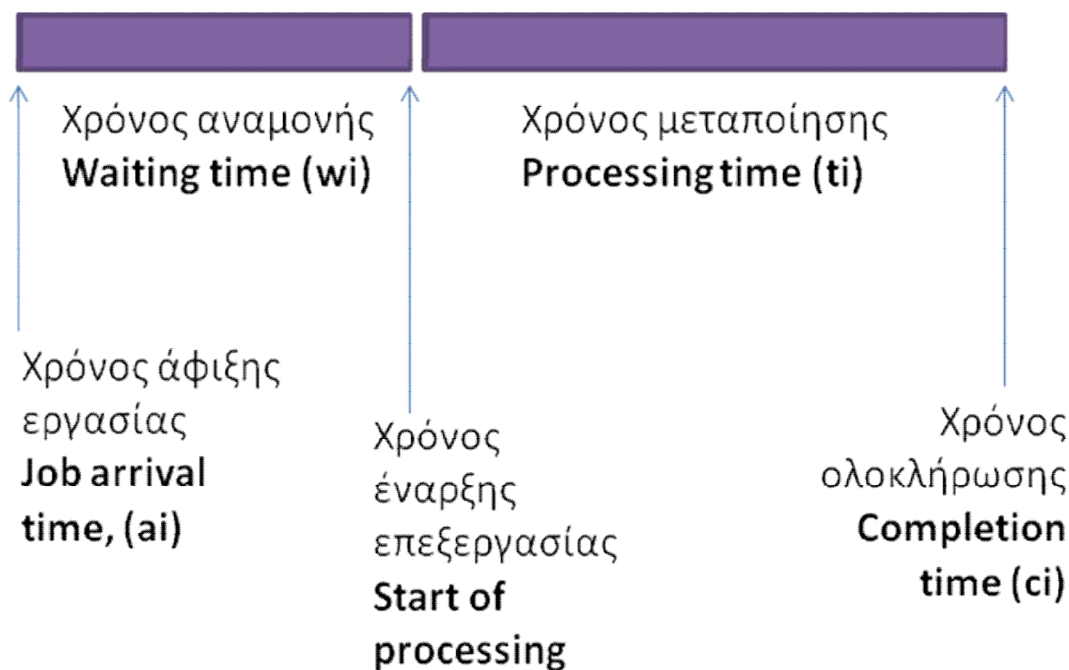 Χρόνος αναμονής
Waiting time (wi)
Χρόνος μεταποίησης
Processing time (ti)
Χρόνος άφιξης
εργασίας
Job arrival
time, (ai)
Χρόνος
έναρξης
επεξεργασίας
Start of
processing
Χρόνος
ολοκλήρωσης
Completion
time (ci)